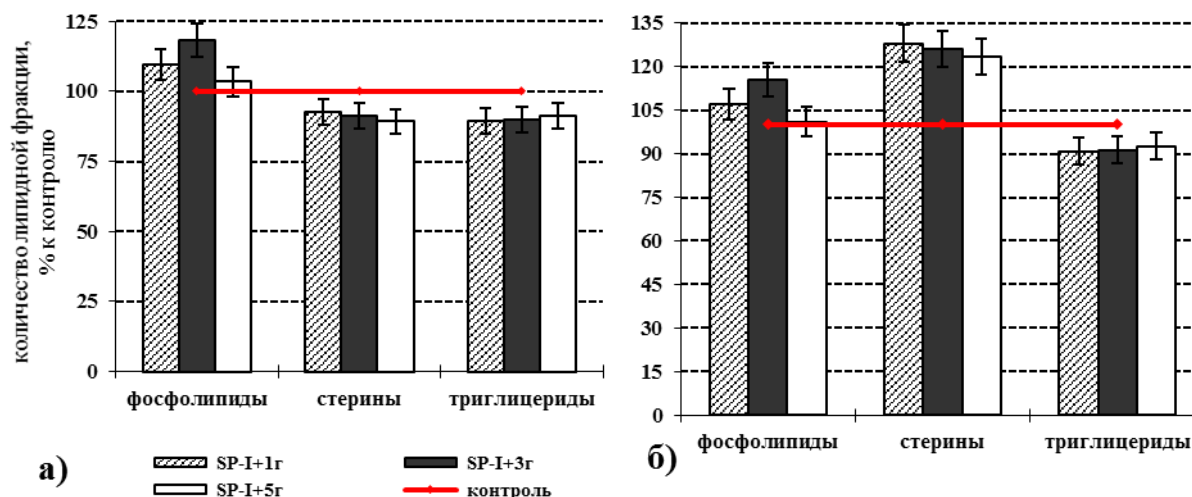 количество липидной фракции,
% к контролю
125
100
75
50
25
0
фосфолипиды стерины триглицериды
135
120
105
90
75
60
45
30
15
0
фосфолипиды стерины триглицериды
а)
SP-I+1г SP-I+3г
SP-I+5г контроль
б)